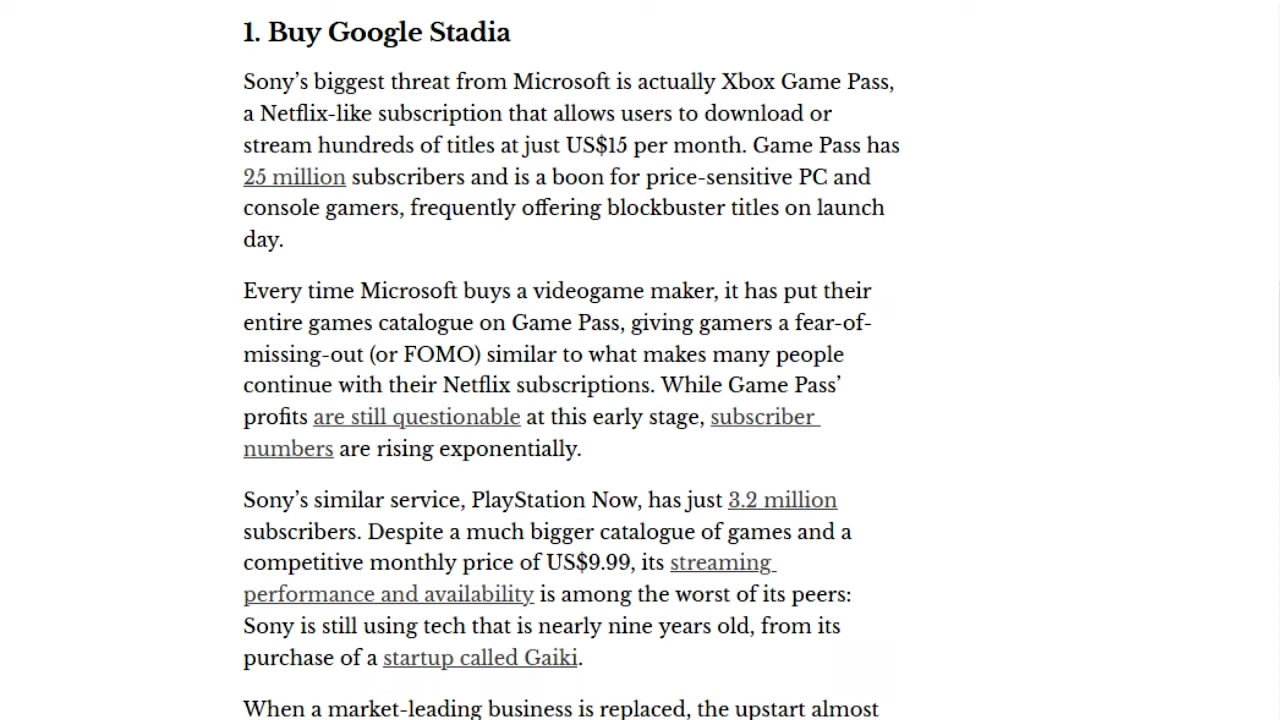 1. Buy Google Stadia
Sony’s biggest threat from Microsoft is actually Xbox Game Pass,
a Netflix-like subscription that allows users to download or
stream hundreds of titles at just US$15 per month. Game Pass has
25 million subscribers and is a boon for price-sensitive PC and
console gamers, frequently offering blockbuster titles on launch
day.
Every time Microsoft buys a videogame maker, it has put their
entire games catalogue on Game Pass, giving gamers a fear-of-
missing-out (or FOMO) similar to what makes many people
continue with their Netflix subscriptions. While Game Pass’
profits are still questionable at this early stage, subscriber
numbers are rising exponentially.
Sony’s similar service, PlayStation Now, has just 3.2 million
subscribers. Despite a much bigger catalogue of games and a
competitive monthly price of US$9.99, its streaming
performance and availability is among the worst of its peers:
Sony is still using tech that is nearly nine years old, from its
purchase of a startup called Gaiki.
When a market-leading business is replaced, the upstart almost